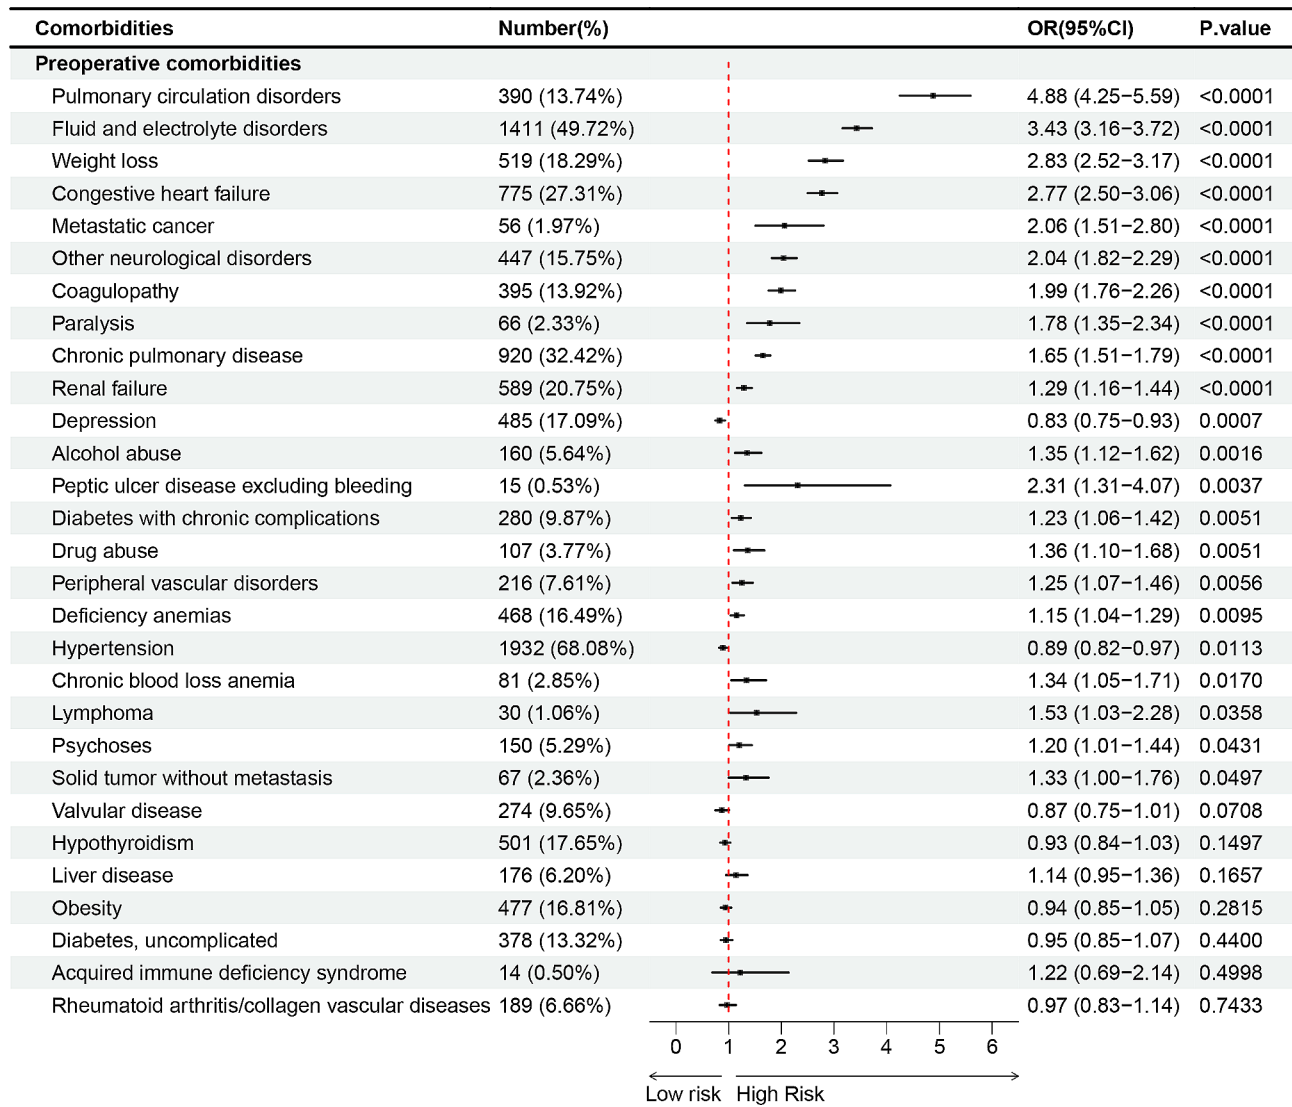 Comorbidities Number(%) OR(95%CI) P.value
Preoperative comorbidities
Pulmonary circulation disorders 390 (13.74%) 4.88 (4.25−5.59) <0.0001
Fluid and electrolyte disorders 1411 (49.72%) 3.43 (3.16−3.72) <0.0001
Weight loss 519 (18.29%) 2.83 (2.52−3.17) <0.0001
Congestive heart failure 775 (27.31%) 2.77 (2.50−3.06) <0.0001
Metastatic cancer 56 (1.97%) 2.06 (1.51−2.80) <0.0001
Other neurological disorders 447 (15.75%) 2.04 (1.82−2.29) <0.0001
Coagulopathy 395 (13.92%) 1.99 (1.76−2.26) <0.0001
Paralysis 66 (2.33%) 1.78 (1.35−2.34) <0.0001
Chronic pulmonary disease 920 (32.42%) 1.65 (1.51−1.79) <0.0001
Renal failure 589 (20.75%) 1.29 (1.16−1.44) <0.0001
Depression 485 (17.09%) 0.83 (0.75−0.93) 0.0007
Alcohol abuse 160 (5.64%) 1.35 (1.12−1.62) 0.0016
Peptic ulcer disease excluding bleeding 15 (0.53%) 2.31 (1.31−4.07) 0.0037
Diabetes with chronic complications 280 (9.87%) 1.23 (1.06−1.42) 0.0051
Drug abuse 107 (3.77%) 1.36 (1.10−1.68) 0.0051
Peripheral vascular disorders 216 (7.61%) 1.25 (1.07−1.46) 0.0056
Deficiency anemias 468 (16.49%) 1.15 (1.04−1.29) 0.0095
Hypertension 1932 (68.08%) 0.89 (0.82−0.97) 0.0113
Chronic blood loss anemia 81 (2.85%) 1.34 (1.05−1.71) 0.0170
Lymphoma 30 (1.06%) 1.53 (1.03−2.28) 0.0358
Psychoses 150 (5.29%) 1.20 (1.01−1.44) 0.0431
Solid tumor without metastasis 67 (2.36%) 1.33 (1.00−1.76) 0.0497
Valvular disease 274 (9.65%) 0.87 (0.75−1.01) 0.0708
Hypothyroidism 501 (17.65%) 0.93 (0.84−1.03) 0.1497
Liver disease 176 (6.20%) 1.14 (0.95−1.36) 0.1657
Obesity 477 (16.81%) 0.94 (0.85−1.05) 0.2815
Diabetes, uncomplicated 378 (13.32%) 0.95 (0.85−1.07) 0.4400
Acquired immune deficiency syndrome 14 (0.50%) 1.22 (0.69−2.14) 0.4998
Rheumatoid arthritis/collagen vascular diseases 189 (6.66%) 0.97 (0.83−1.14) 0.7433
0 1 2 3 4 5 6
Low risk High Risk